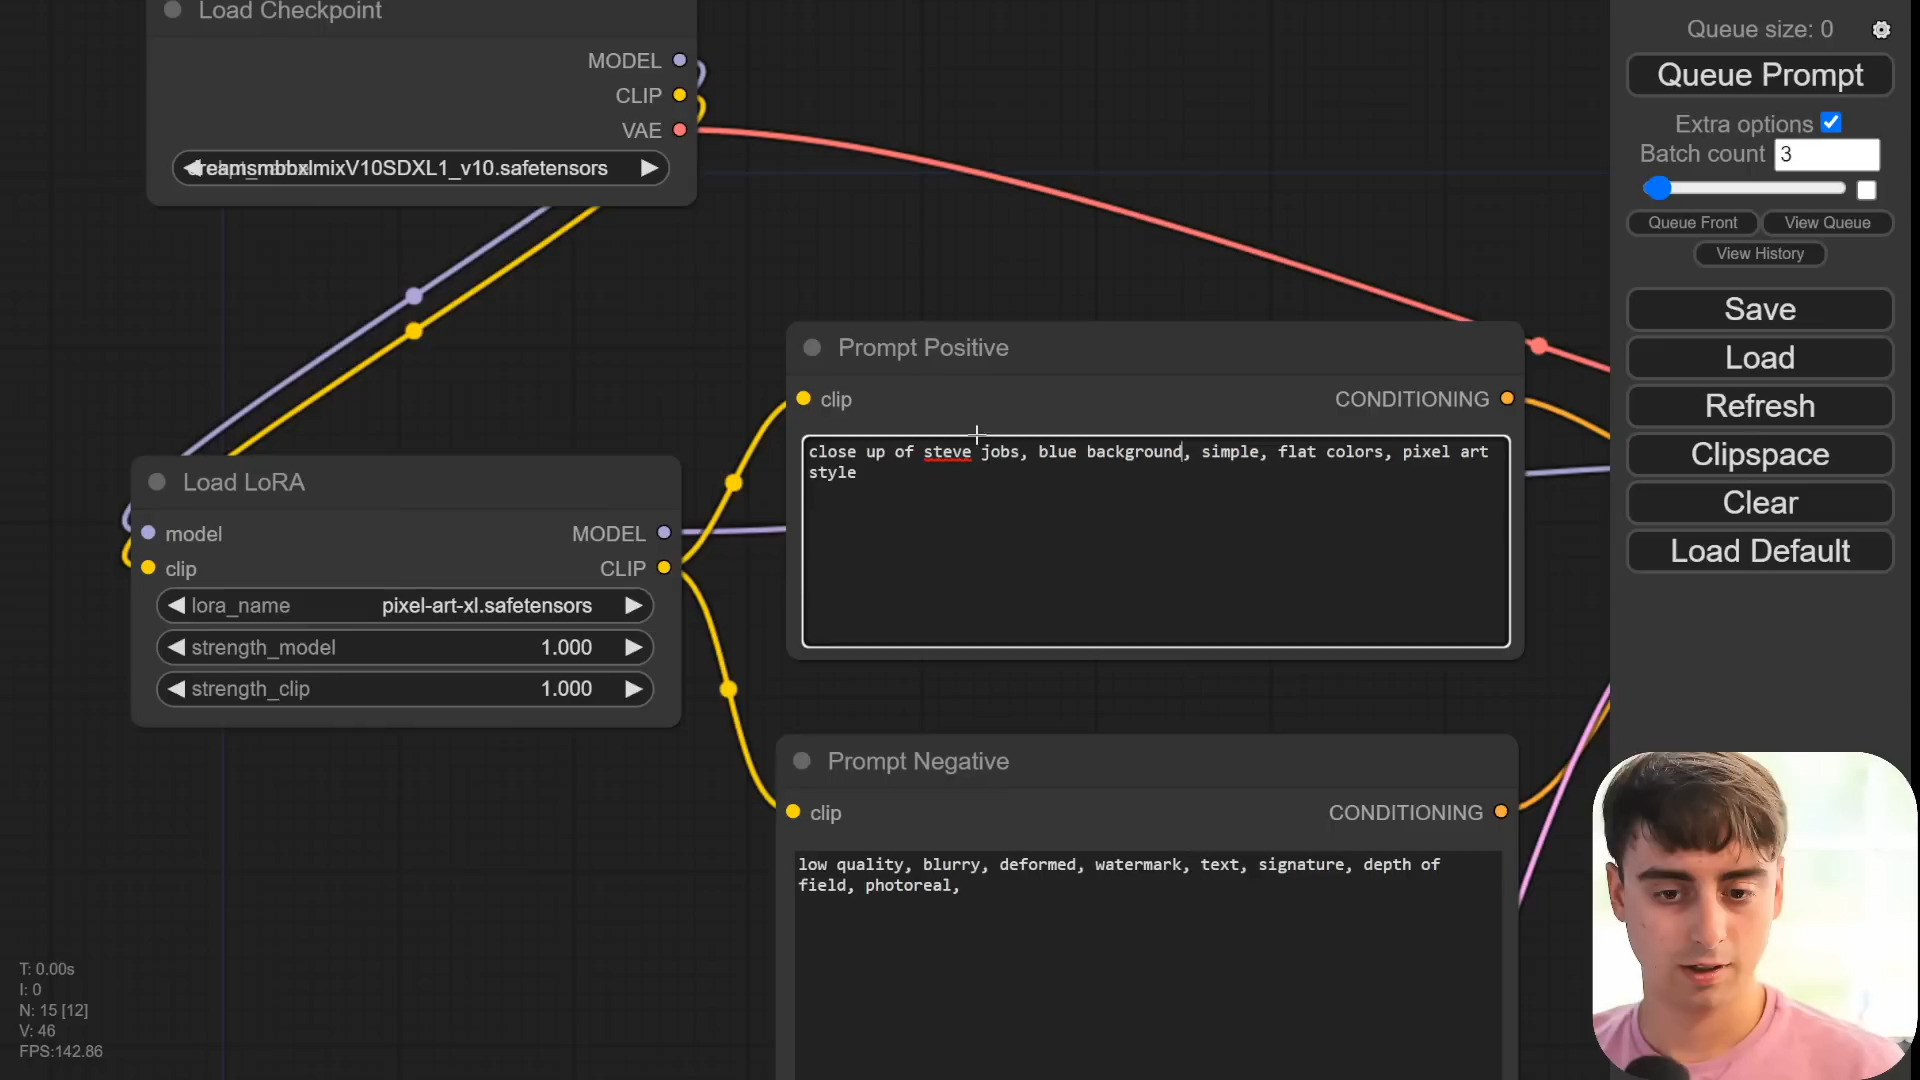 Load Checkpoint
MODEL
CLIP
VAE
Load LoRA
model
MODEL
clip
CLIP
lora_name pixel-art-xl.safetensors
strength_model 1.000
strength_clip 1.000
Prompt Positive
clip
CONDITIONING
close up of steve jobs, blue background, simple, flat colors, pixel art
style
Prompt Negative
clip
CONDITIONING
low quality, blurry, deformed, watermark, text, signature, depth of
field, photoreal,
Queue size: 0
Queue Prompt
Extra options
Batch count 3
Queue Front
View Queue
View History
Save
Load
Refresh
Clipspace
Clear
Load Default
T: 0.00s
I: 0
N: 15 [12]
V: 46
FPS:142.86